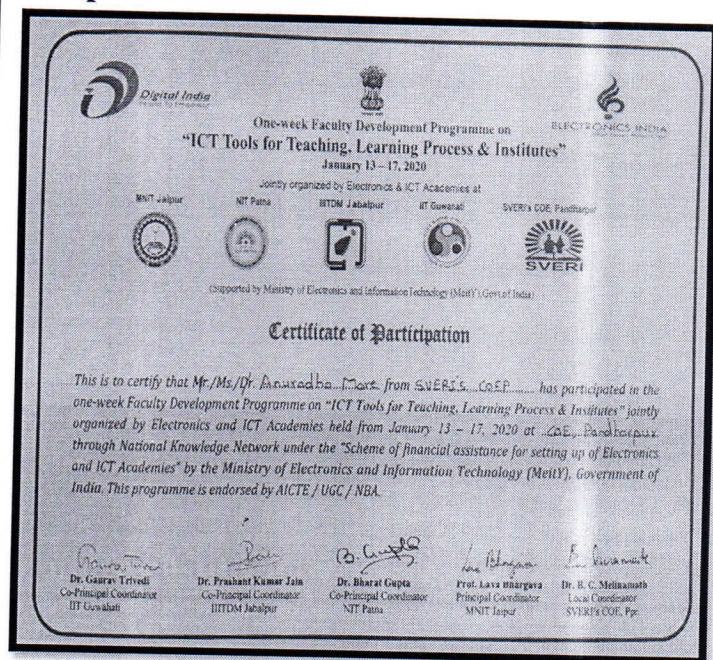 Digital India
Power To Empower
ELECTRONICS INDIA
One-week Faculty Development Programme on
"ICT Tools for Teaching, Learning Process & Institutes"
January 13 – 17, 2020
Jointly organized by Electronics & ICT Academies at
MNIT Jaipur NIT Patna IIITDM Jabalpur IIT Guwahati SVERI's COE, Pandharpur
SVERI
(Supported by Ministry of Electronics and Information Technology (MeitY), Govt of India)
Certificate of Participation
This is to certify that Mr./Ms./Dr. Anuradha More from SVERI's COEP has participated in the
one-week Faculty Development Programme on "ICT Tools for Teaching, Learning Process & Institutes" jointly
organized by Electronics and ICT Academies held from January 13 – 17, 2020 at COE, Pandharpur
through National Knowledge Network under the "Scheme of financial assistance for setting up of Electronics
and ICT Academies" by the Ministry of Electronics and Information Technology (MeitY), Government of
India. This programme is endorsed by AICTE / UGC / NBA.
Dr. Gaurav Trivedi Dr. Prashant Kumar Jain Dr. Bharat Gupta Prof. Lava Bhargava Dr. B. C. Melinamath
Co-Principal Coordinator Co-Principal Coordinator Co-Principal Coordinator Principal Coordinator Local Coordinator
IIT Guwahati IIITDM Jabalpur NIT Patna MNIT Jaipur SVERI's COE, Ppr.